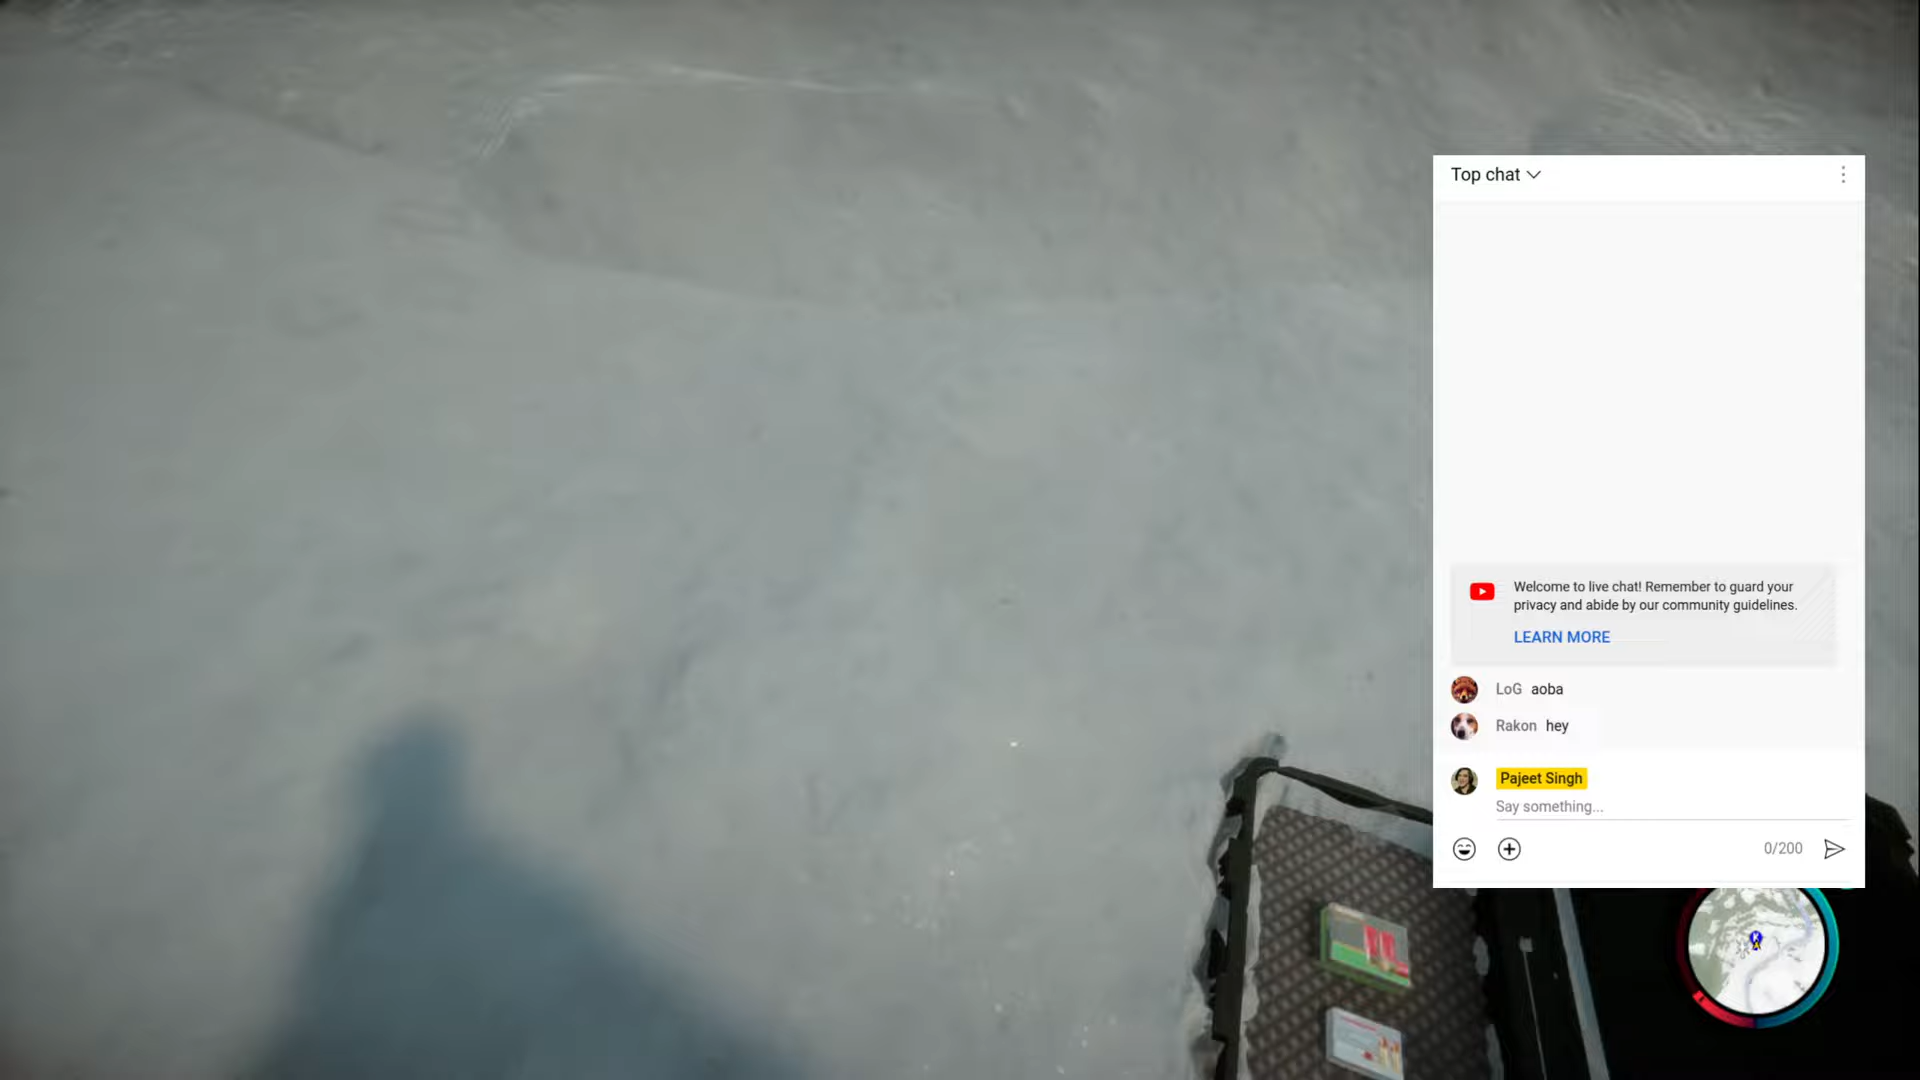 Top chat
Welcome to live chat! Remember to guard your
privacy and abide by our community guidelines.
LEARN MORE
LoG aoba
Rakon hey
Pajeet Singh
Say something...
0/200